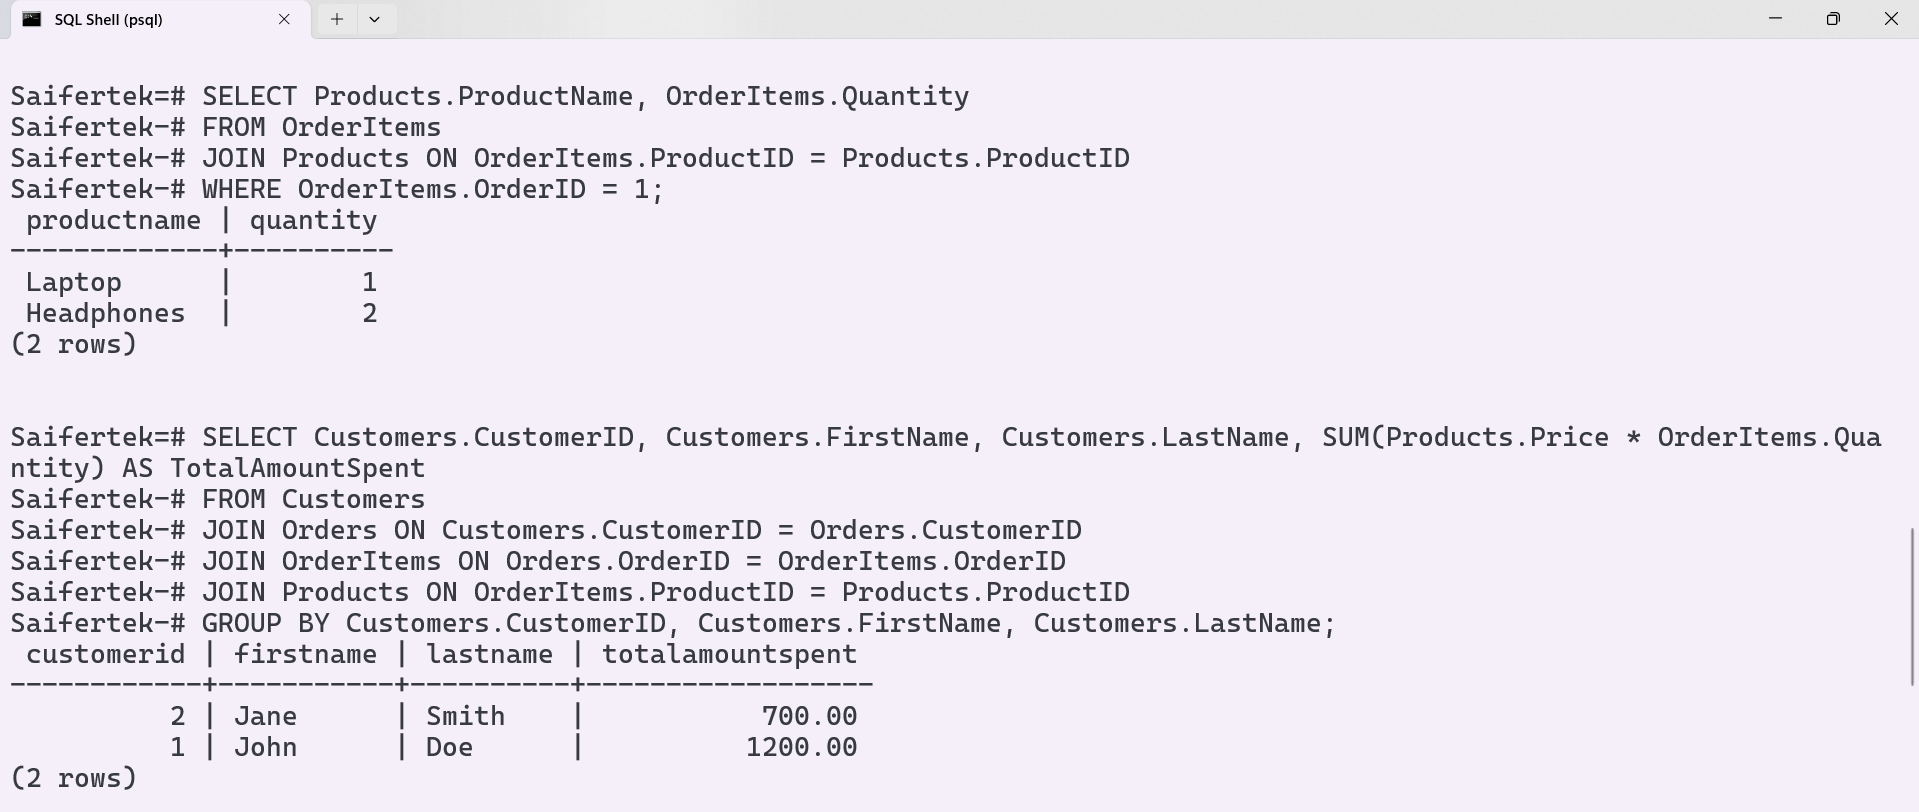 SQL Shell (psql)
Saifertek=# SELECT Products.ProductName, OrderItems.Quantity
Saifertek-# FROM OrderItems
Saifertek-# JOIN Products ON OrderItems.ProductID = Products.ProductID
Saifertek-# WHERE OrderItems.OrderID = 1;
 productname | quantity
-------------+----------
 Laptop      |        1
 Headphones  |        2
(2 rows)
Saifertek=# SELECT Customers.CustomerID, Customers.FirstName, Customers.LastName, SUM(Products.Price * OrderItems.Qua
ntity) AS TotalAmountSpent
Saifertek-# FROM Customers
Saifertek-# JOIN Orders ON Customers.CustomerID = Orders.CustomerID
Saifertek-# JOIN OrderItems ON Orders.OrderID = OrderItems.OrderID
Saifertek-# JOIN Products ON OrderItems.ProductID = Products.ProductID
Saifertek-# GROUP BY Customers.CustomerID, Customers.FirstName, Customers.LastName;
 customerid | firstname | lastname | totalamountspent
------------+-----------+----------+------------------
          2 | Jane      | Smith    |           700.00
          1 | John      | Doe      |          1200.00
(2 rows)